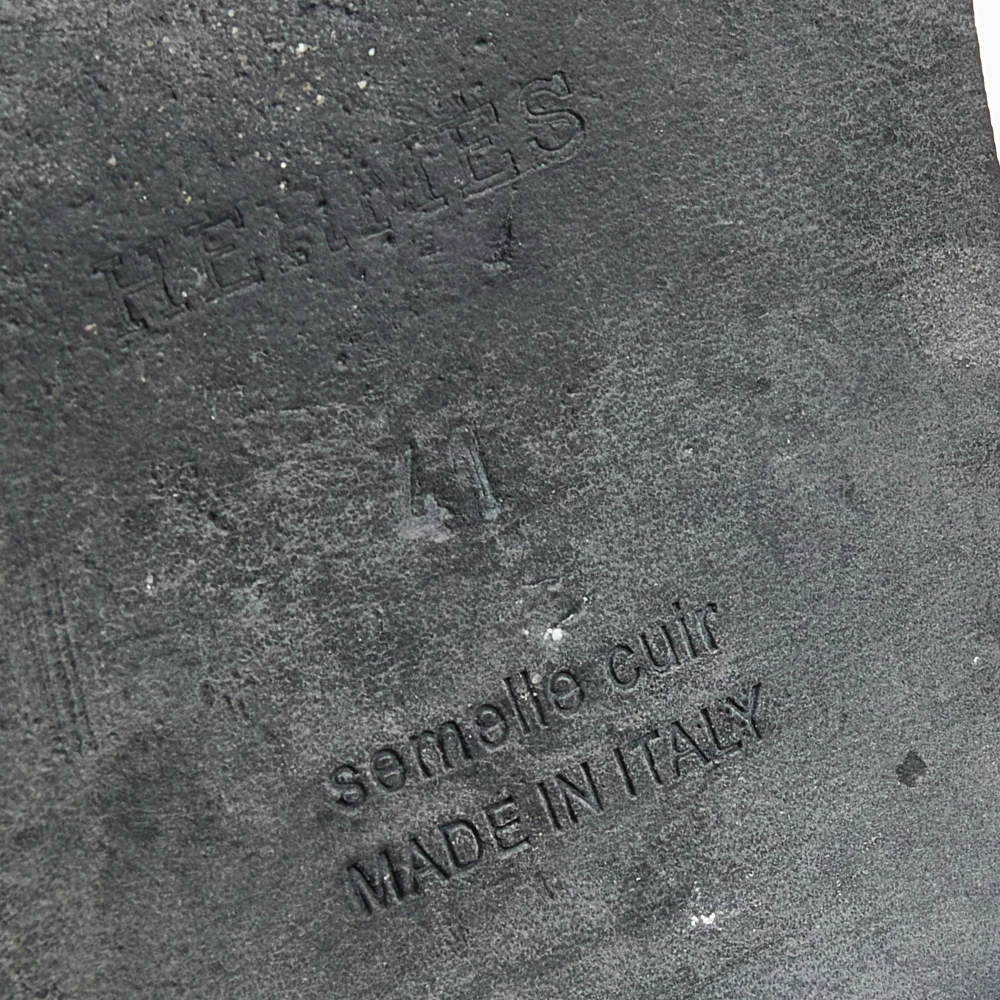 HERMES
41
semelle cuir
MADE IN ITALY